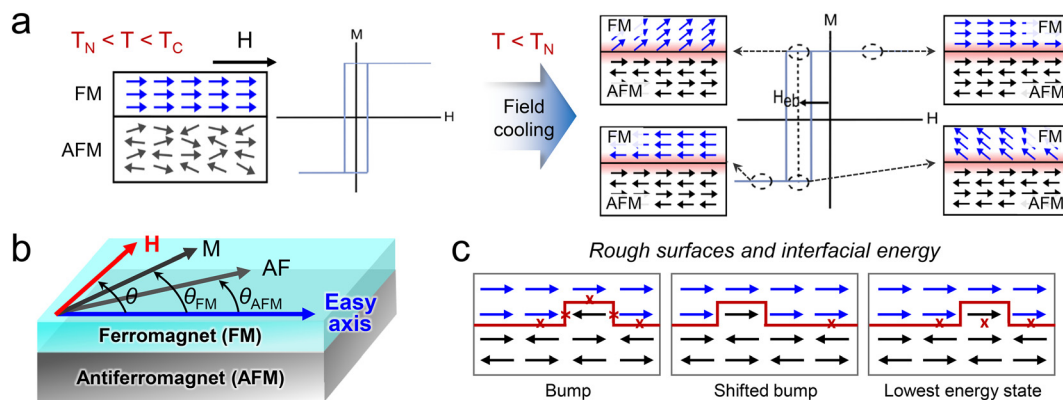 a
T_N < T < T_C
H
FM
AFM
M
H
T < T_N
Field
cooling
FM
AFM
FM
AFM
M
H_eb
H
FM
AFM
FM
AFM
b
H
M
AF
θ
θ_FM
θ_AFM
Easy
axis
Ferromagnet (FM)
Antiferromagnet (AFM)
c
Rough surfaces and interfacial energy
x x x x x
x
x x x
Bump
Shifted bump
Lowest energy state